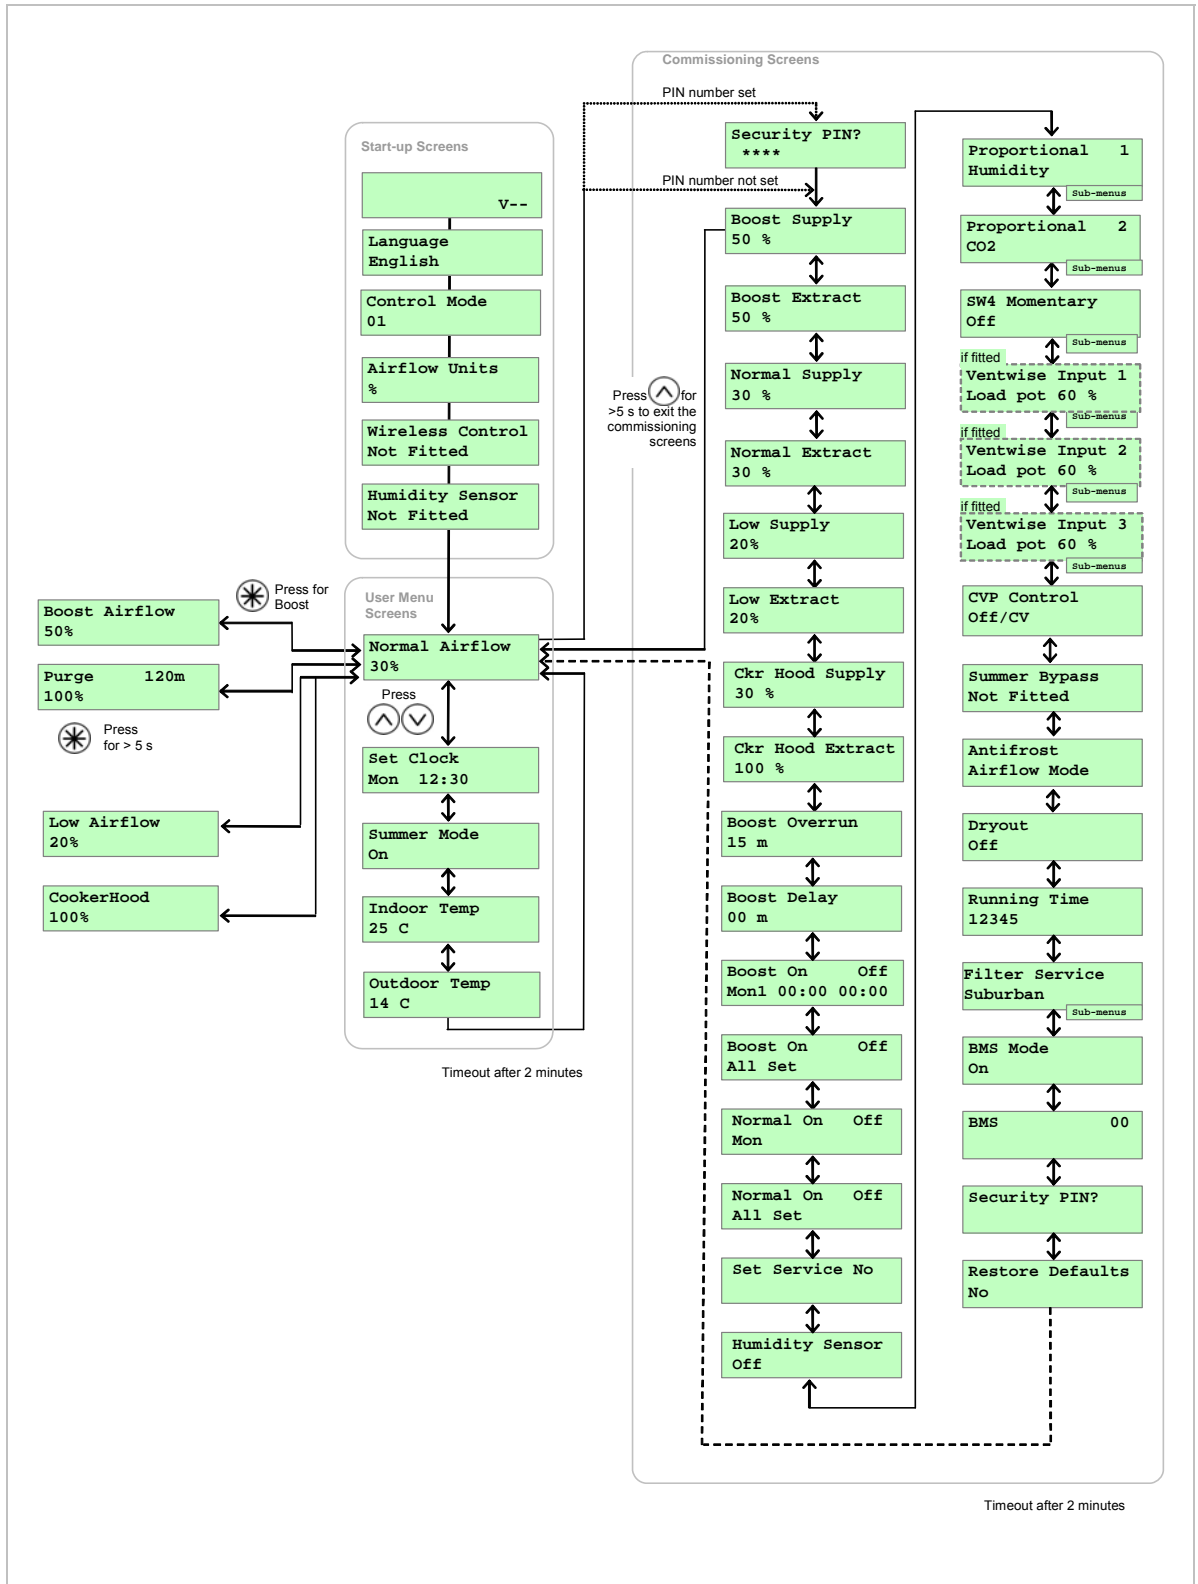 Commissioning Screens
PIN number set
Security PIN?
****
PIN number not set
Start-up Screens
V--
Language
English
Control Mode
01
Airflow Units
%
Wireless Control
Not Fitted
Humidity Sensor
Not Fitted
User Menu
Screens
Normal Airflow
30%
Press
Set Clock
Mon 12:30
Summer Mode
On
Indoor Temp
25 C
Outdoor Temp
14 C
Timeout after 2 minutes
Press for
Boost
Boost Airflow
50%
Purge 120m
100%
Press
for > 5 s
Low Airflow
20%
CookerHood
100%
Press for
>5 s to exit the
commissioning
screens
Boost Supply
50 %
Boost Extract
50 %
Normal Supply
30 %
Normal Extract
30 %
Low Supply
20%
Low Extract
20%
Ckr Hood Supply
30 %
Ckr Hood Extract
100 %
Boost Overrun
15 m
Boost Delay
00 m
Boost On Off
Mon1 00:00 00:00
Boost On Off
All Set
Normal On Off
Mon
Normal On Off
All Set
Set Service No
Humidity Sensor
Off
Proportional 1
Humidity
Sub-menus
Proportional 2
CO2
Sub-menus
SW4 Momentary
Off
Sub-menus
if fitted
Ventwise Input 1
Load pot 60 %
Sub-menus
if fitted
Ventwise Input 2
Load pot 60 %
Sub-menus
if fitted
Ventwise Input 3
Load pot 60 %
Sub-menus
CVP Control
Off/CV
Summer Bypass
Not Fitted
Antifrost
Airflow Mode
Dryout
Off
Running Time
12345
Filter Service
Suburban
Sub-menus
BMS Mode
On
BMS 00
Security PIN?
Restore Defaults
No
Timeout after 2 minutes